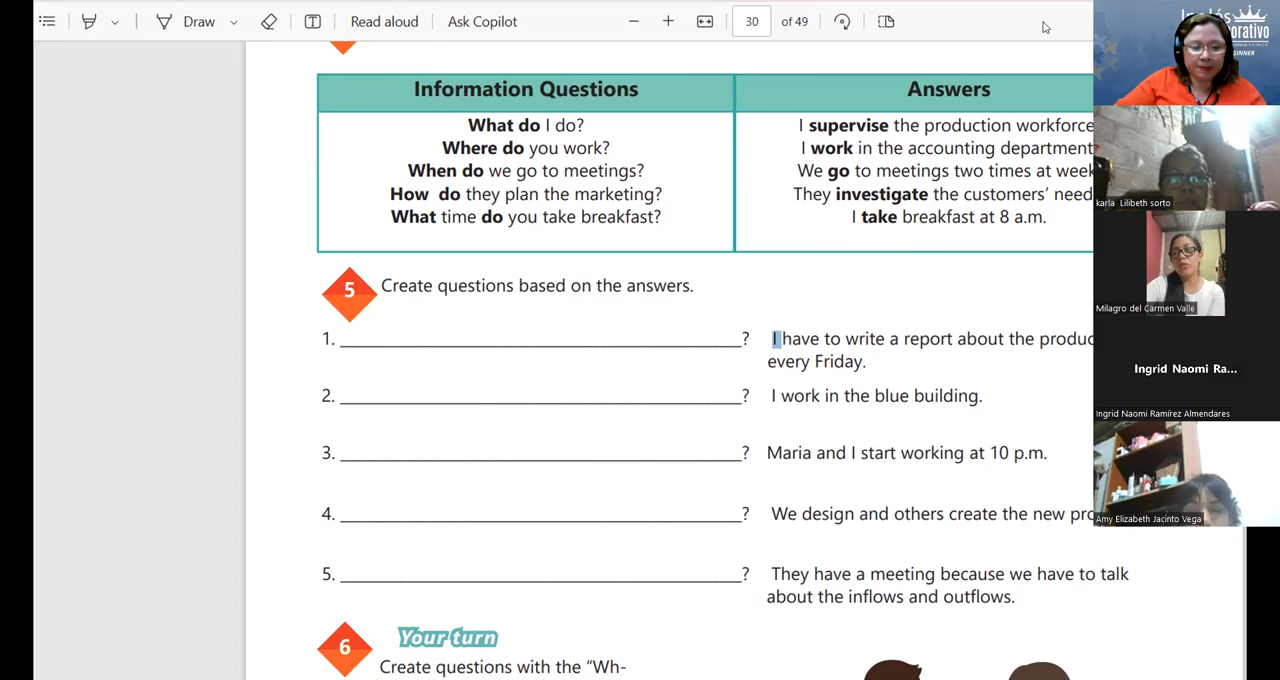 Draw
Read aloud
Ask Copilot
30
of 49
Information Questions
Answers
What do I do?
I supervise the production workforce
Where do you work?
I work in the accounting department
When do we go to meetings?
We go to meetings two times at week
How do they plan the marketing?
They investigate the customers' need
What time do you take breakfast?
I take breakfast at 8 a.m.
5
Create questions based on the answers.
1. ?
I have to write a report about the produc
every Friday.
2. ?
I work in the blue building.
3. ?
Maria and I start working at 10 p.m.
4. ?
We design and others create the new pro
5. ?
They have a meeting because we have to talk
about the inflows and outflows.
6
Your turn
Create questions with the “Wh-
karla Lilibeth sorto
Milagro del Carmen Valle
Ingrid Naomi Ra...
Ingrid Naomi Ramírez Almendares
Amy Elizabeth Jacinto Vega